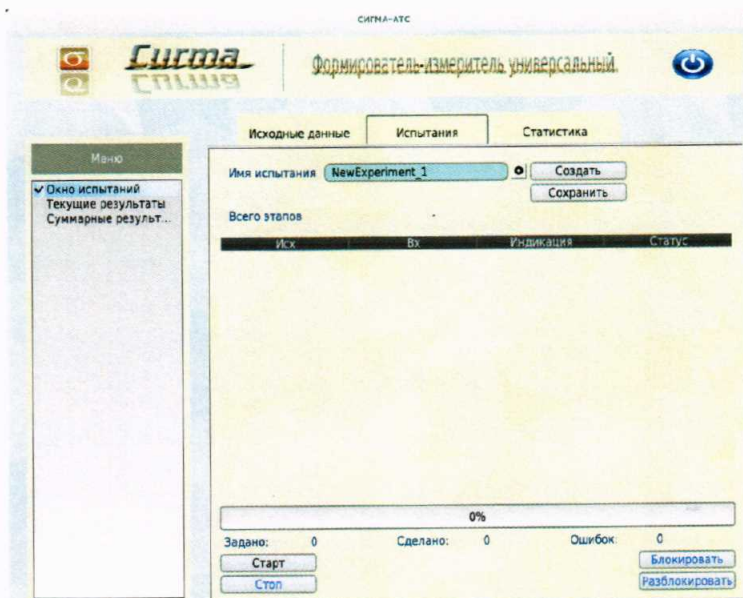 СИГМА-АТС
Сигма
Формирователь-измеритель универсальный
Исходные данные Испытания Статистика
Меню
Окно испытаний
Текущие результаты
Суммарные результ...
Имя испытания NewExperiment_1 Создать
Сохранить
Всего этапов
Исх Вх Индикация Статус
0%
Задано: 0 Сделано: 0 Ошибок: 0
Старт Блокировать
Стоп Разблокировать